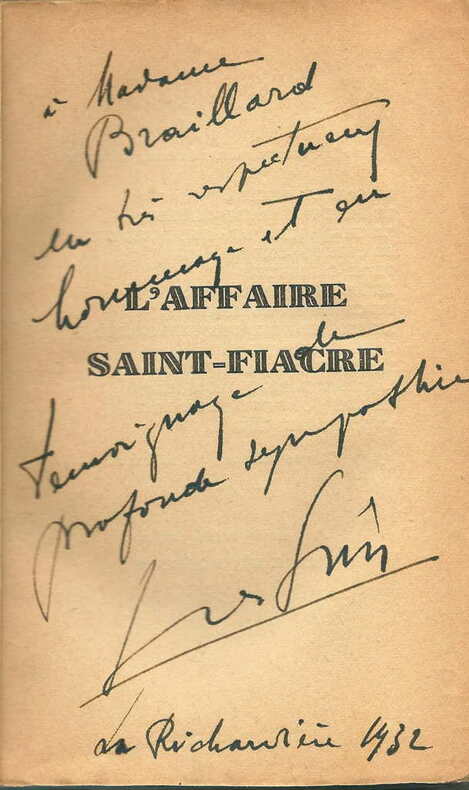 à Madame
Braillard
en très respectueux
hommage et en
L'AFFAIRE
SAINT-FIACRE
témoignage de
profonde sympathie
La Richardière 1932